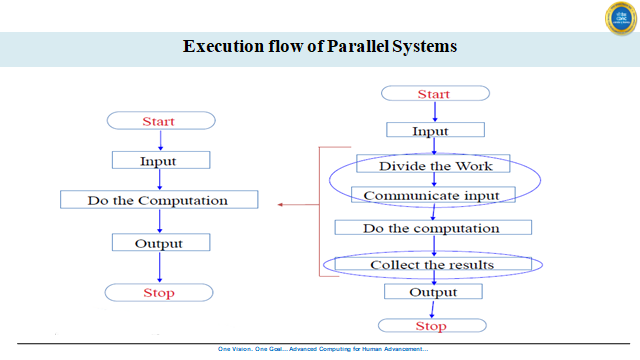 Execution flow of Parallel Systems
Start
Input
Do the Computation
Output
Stop
Start
Input
Divide the Work
Communicate input
Do the computation
Collect the results
Output
Stop
One Vision. One Goal... Advanced Computing for Human Advancement...